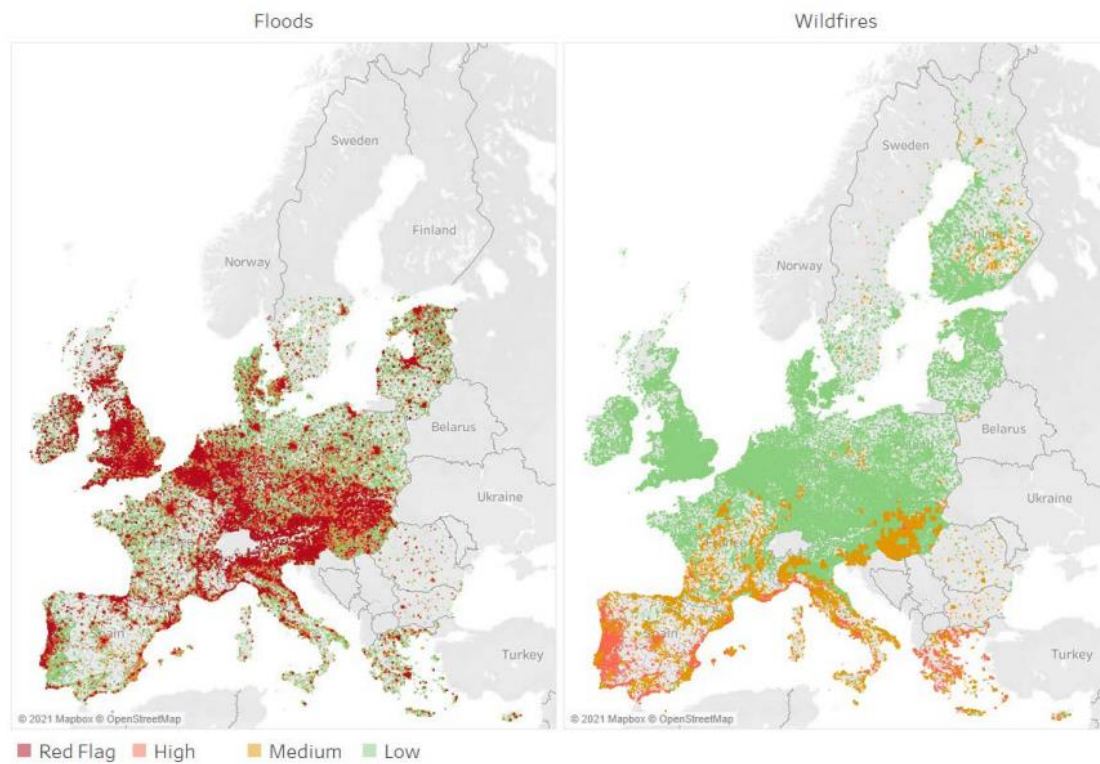 Floods
Wildfires
Sweden
Finland
Norway
Belarus
Ukraine
Turkey
© 2021 Mapbox © OpenStreetMap
Sweden
Norway
Belarus
Ukraine
Turkey
© 2021 Mapbox © OpenStreetMap
Red Flag
High
Medium
Low